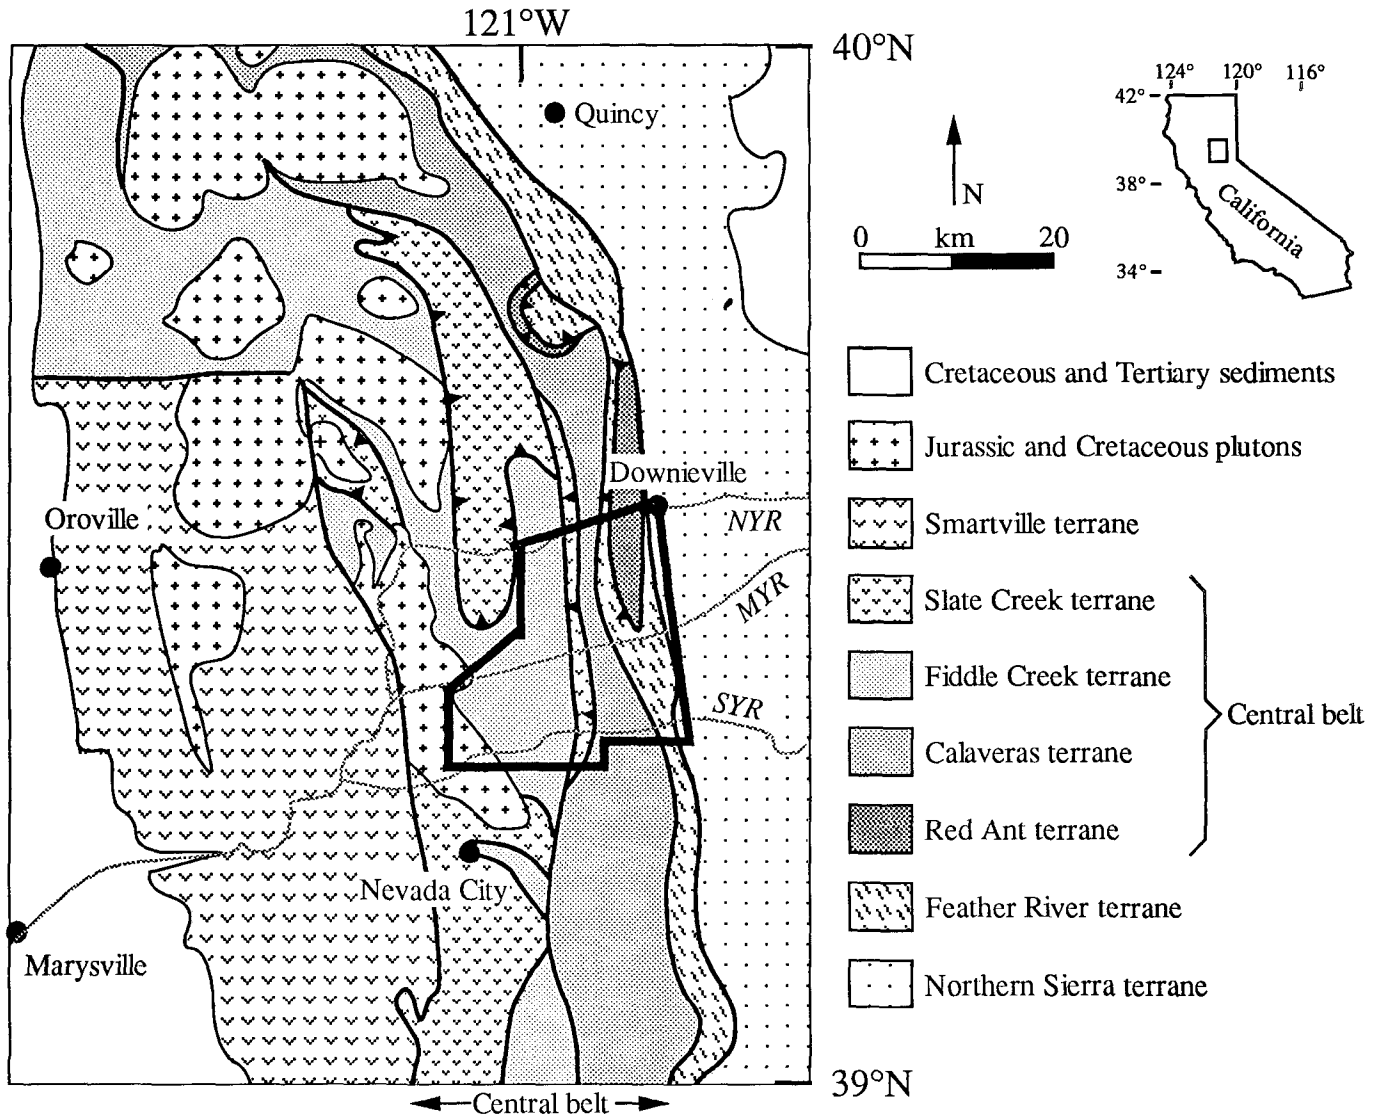 121°W
40°N
Quincy
N
0 km 20
124° 120° 116°
42°
38°
34°
California
Downieville
NYR
MYR
SYR
Oroville
Nevada City
Marysville
39°N
Central belt
Cretaceous and Tertiary sediments
Jurassic and Cretaceous plutons
Smartville terrane
Slate Creek terrane
Fiddle Creek terrane
Calaveras terrane
Red Ant terrane
Central belt
Feather River terrane
Northern Sierra terrane